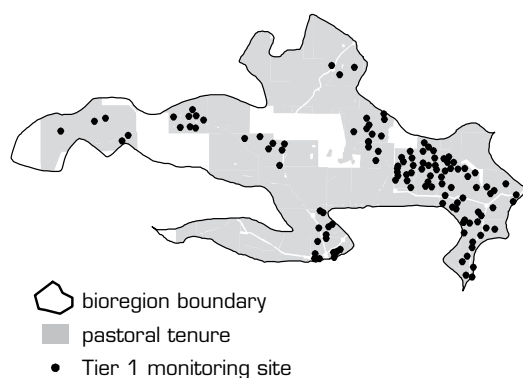 bioregion boundary
pastoral tenure
Tier 1 monitoring site